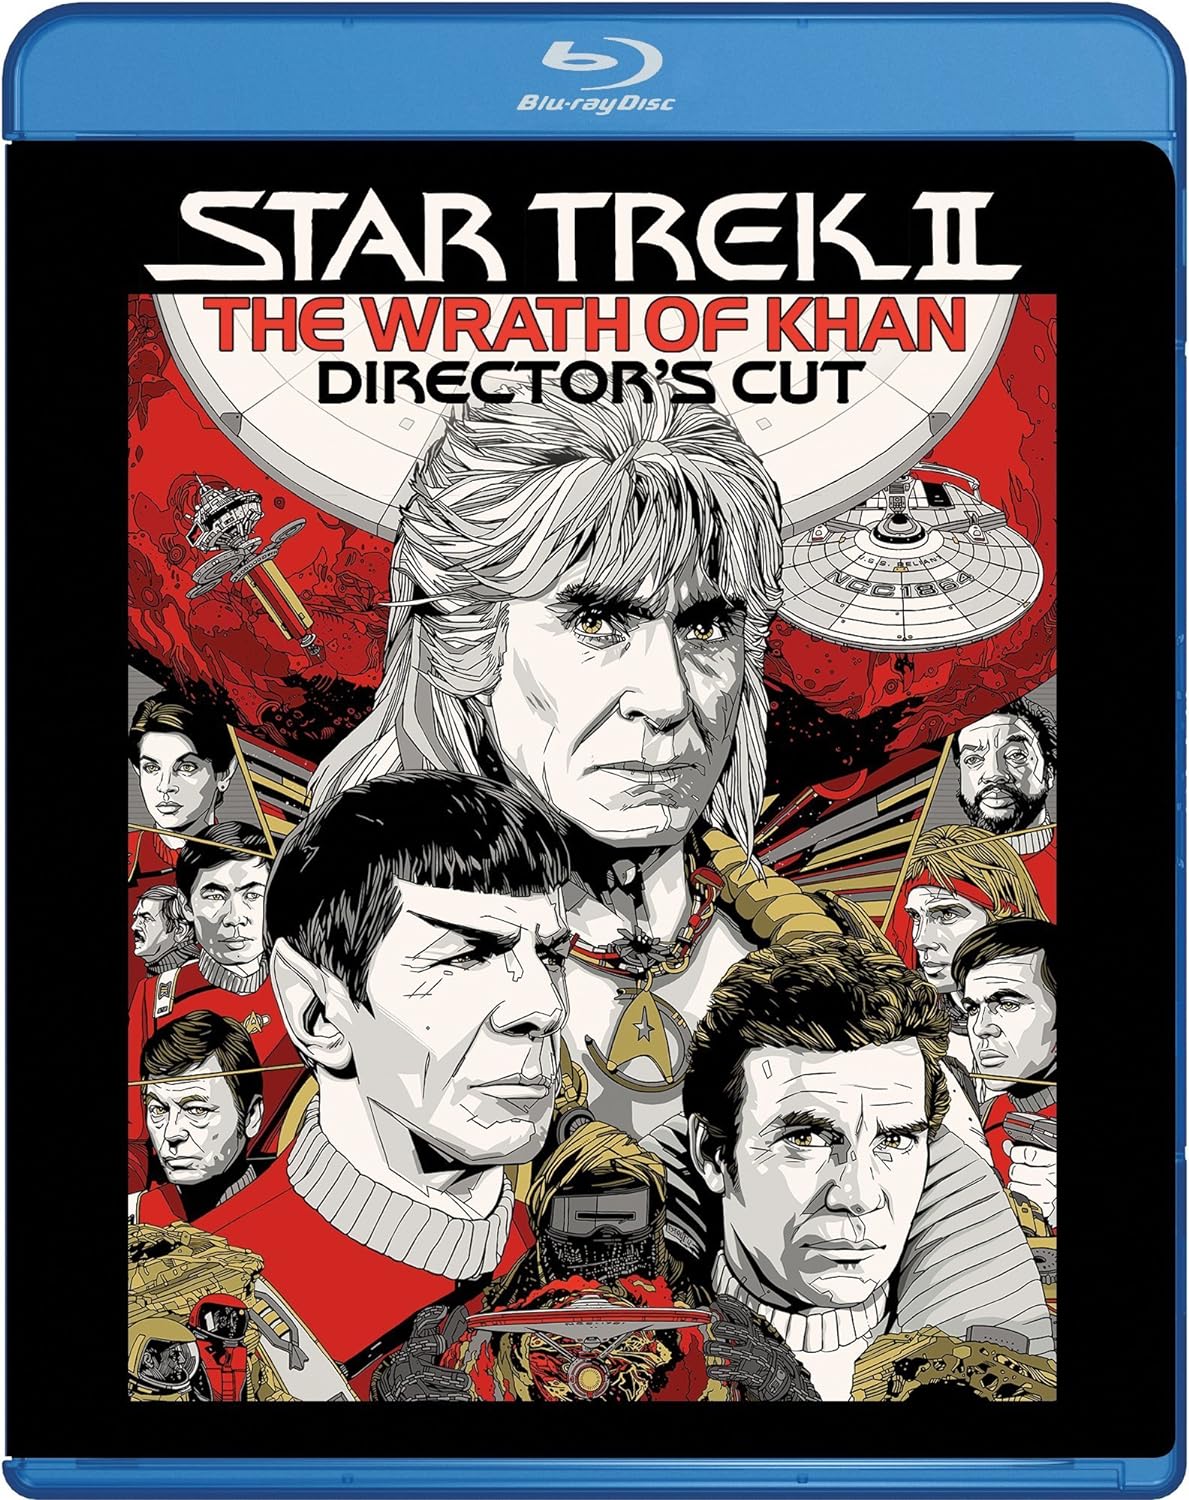 Blu-ray Disc
STAR TREK II
THE WRATH OF KHAN
DIRECTOR'S CUT
NCC 1864